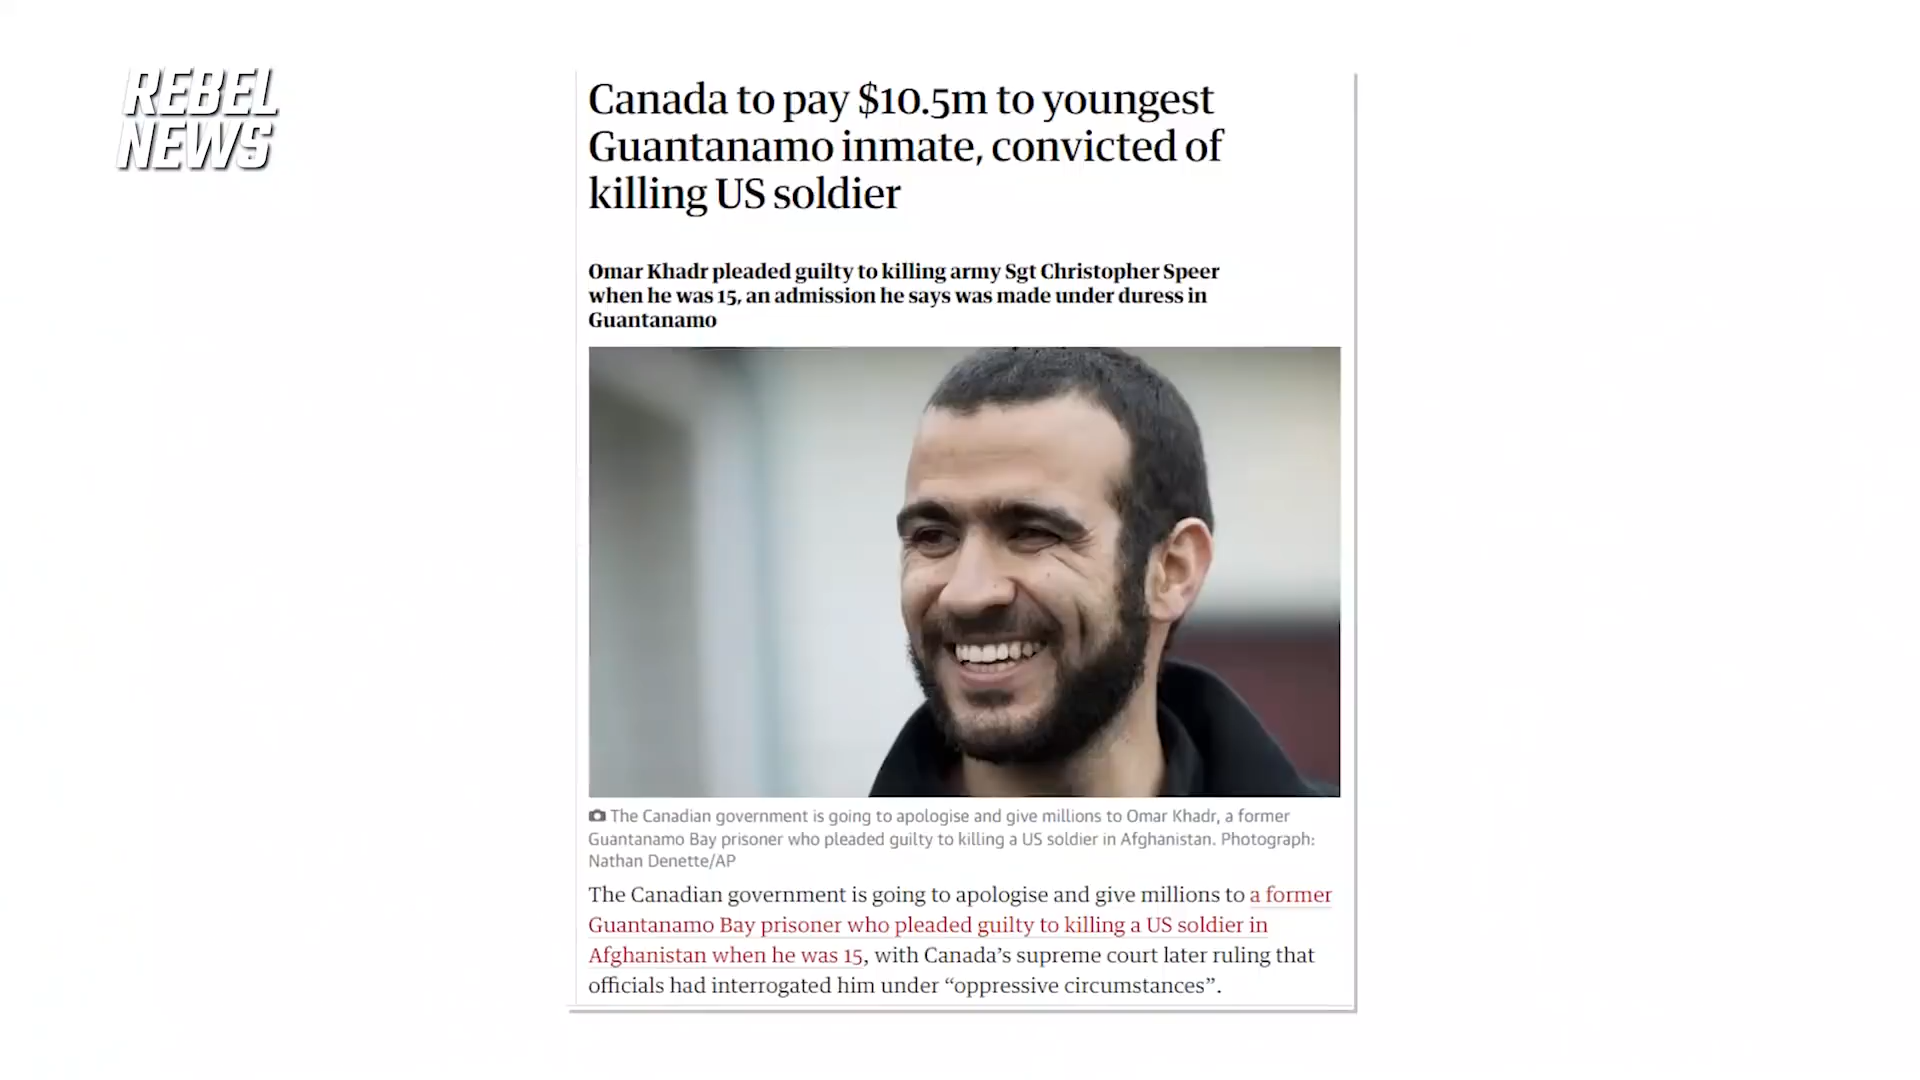 REBEL
NEWS
Canada to pay $10.5m to youngest
Guantanamo inmate, convicted of
killing US soldier
Omar Khadr pleaded guilty to killing army Sgt Christopher Speer
when he was 15, an admission he says was made under duress in
Guantanamo
The Canadian government is going to apologise and give millions to Omar Khadr, a former
Guantanamo Bay prisoner who pleaded guilty to killing a US soldier in Afghanistan. Photograph:
Nathan Denette/AP
The Canadian government is going to apologise and give millions to a former
Guantanamo Bay prisoner who pleaded guilty to killing a US soldier in
Afghanistan when he was 15, with Canada’s supreme court later ruling that
officials had interrogated him under “oppressive circumstances”.